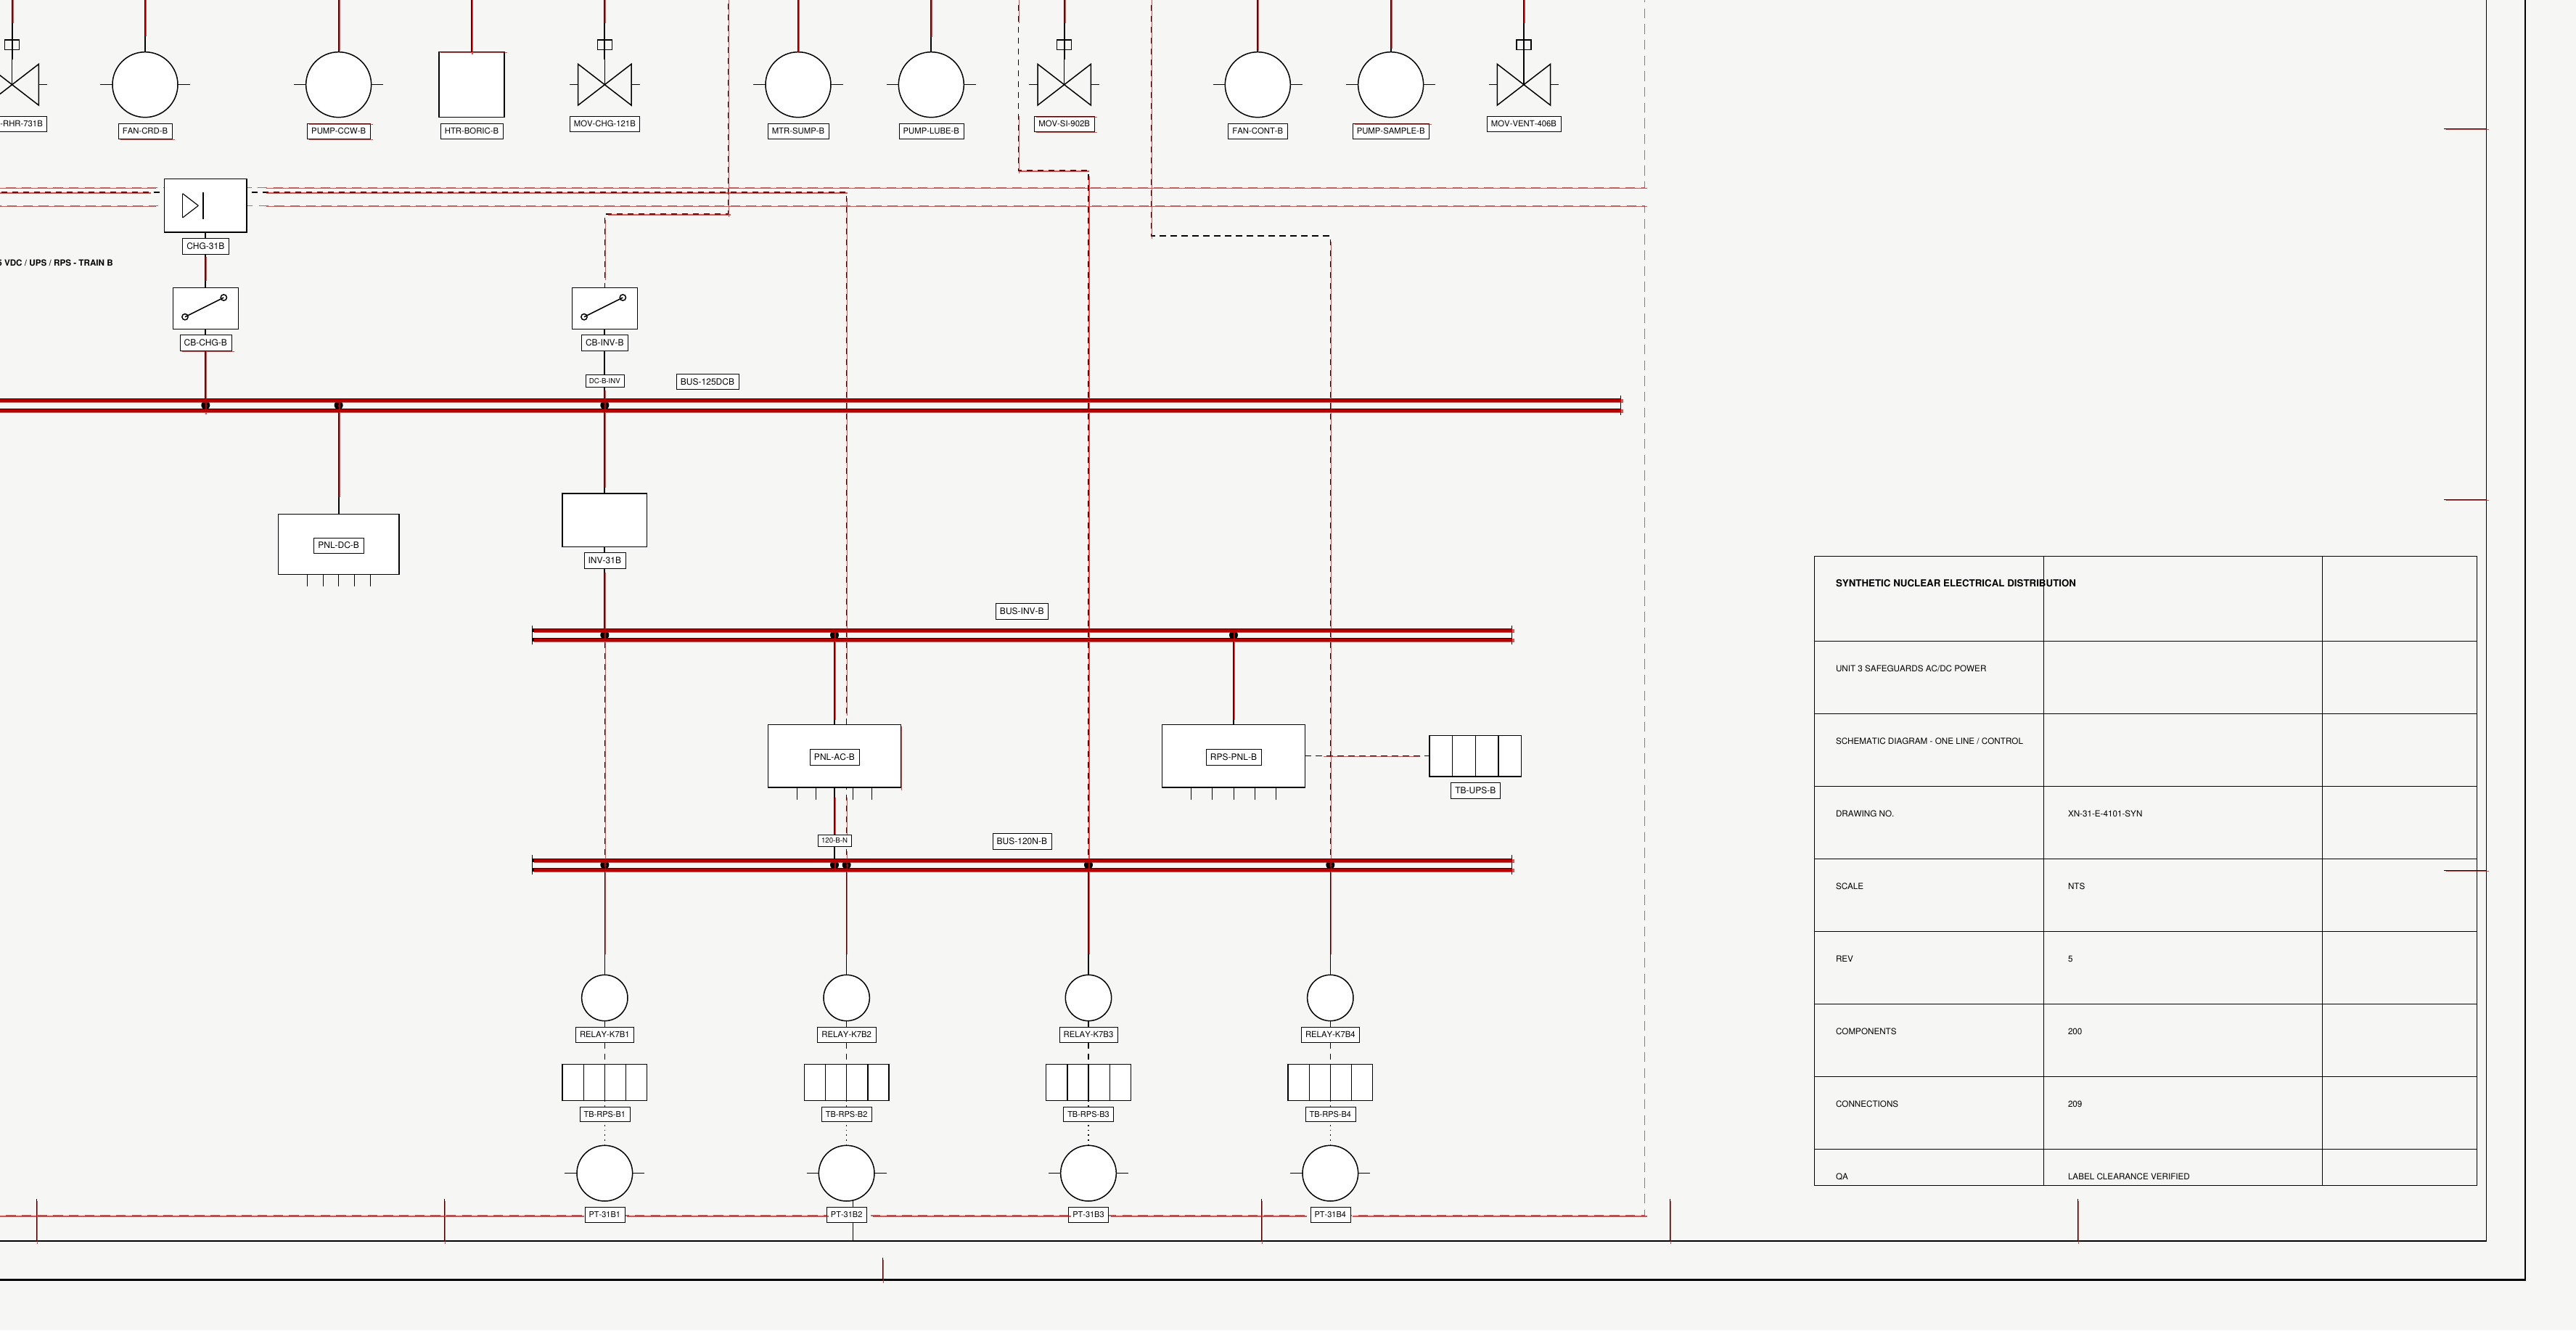 -RHR-731B
FAN-CRD-B
PUMP-CCW-B
HTR-BORIC-B
MOV-CHG-121B
MTR-SUMP-B
PUMP-LUBE-B
MOV-SI-902B
FAN-CONT-B
PUMP-SAMPLE-B
MOV-VENT-406B
CHG-31B
VDC / UPS / RPS - TRAIN B
CB-CHG-B
CB-INV-B
DC-B-INV
BUS-125DCB
PNL-DC-B
INV-31B
BUS-INV-B
PNL-AC-B
RPS-PNL-B
TB-UPS-B
120-B-N
BUS-120N-B
RELAY-K7B1
RELAY-K7B2
RELAY-K7B3
RELAY-K7B4
TB-RPS-B1
TB-RPS-B2
TB-RPS-B3
TB-RPS-B4
PT-31B1
PT-31B2
PT-31B3
PT-31B4
SYNTHETIC NUCLEAR ELECTRICAL DISTRIBUTION
UNIT 3 SAFEGUARDS AC/DC POWER
SCHEMATIC DIAGRAM - ONE LINE / CONTROL
DRAWING NO. XN-31-E-4101-SYN
SCALE NTS
REV 5
COMPONENTS 200
CONNECTIONS 209
QA LABEL CLEARANCE VERIFIED